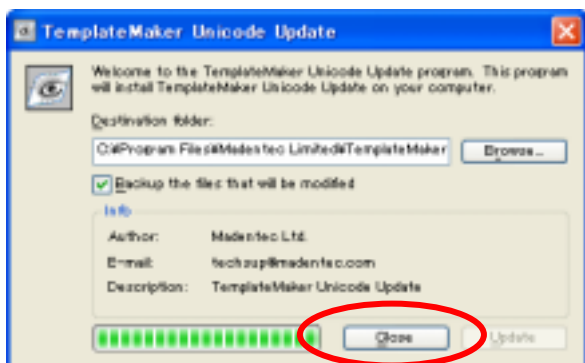 TemplateMaker Unicode Update
Welcome to the TemplateMaker Unicode Update program. This program
will install TemplateMaker Unicode Update on your computer.
Destination folder:
C:¥Program Files¥Madentec Limited¥TemplateMaker
Browse...
Backup the files that will be modified
Info
Author: Madentec Ltd.
E-mail: techsup@madentec.com
Description: TemplateMaker Unicode Update
Close
Update